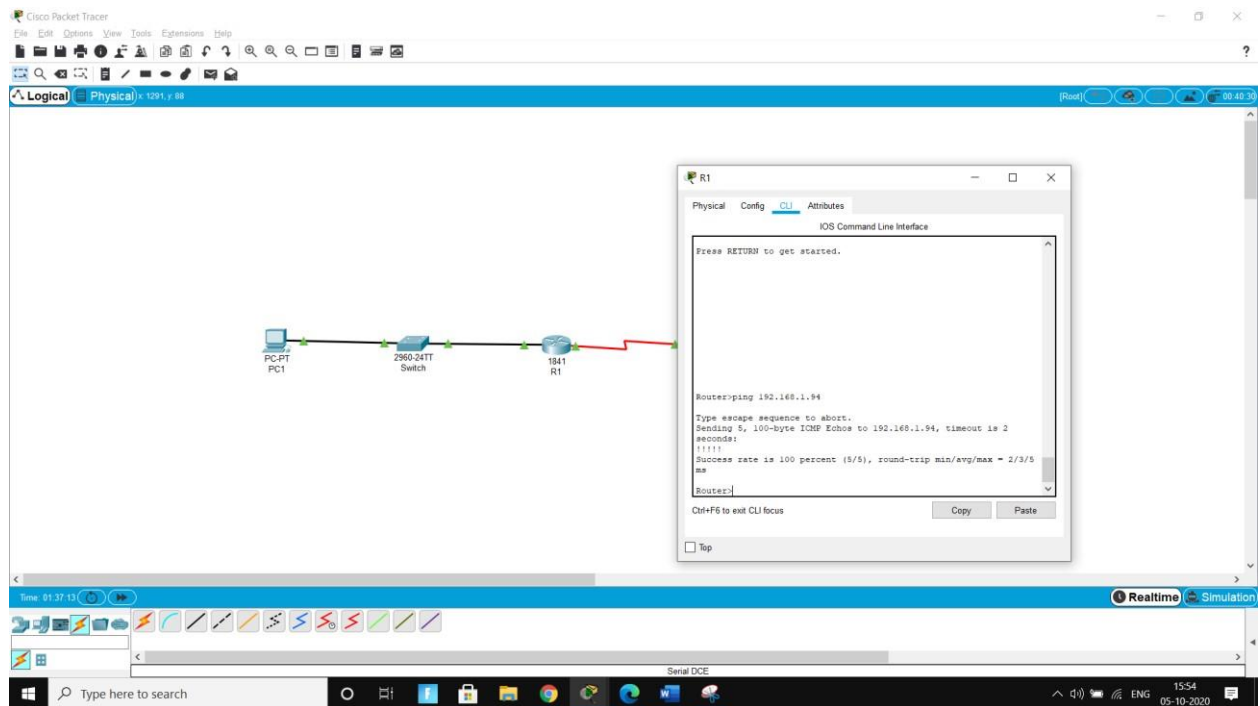 Cisco Packet Tracer
File Edit Options View Tools Extensions Help
?
Logical Physical x: 1291, y: 88
[Root] 00:40:30
R1
Physical Config CLI Attributes
IOS Command Line Interface
Press RETURN to get started.
Router>ping 192.168.1.94
Type escape sequence to abort.
Sending 5, 100-byte ICMP Echos to 192.168.1.94, timeout is 2
seconds:
!!!!!
Success rate is 100 percent (5/5), round-trip min/avg/max = 2/3/5
ms
Router>
Ctrl+F6 to exit CLI focus
Copy Paste
Top
PC-PT
PC1
2960-24TT
Switch
1841
R1
Time: 01:37:13
Realtime Simulation
Serial DCE
Type here to search
ENG
15:54
05-10-2020